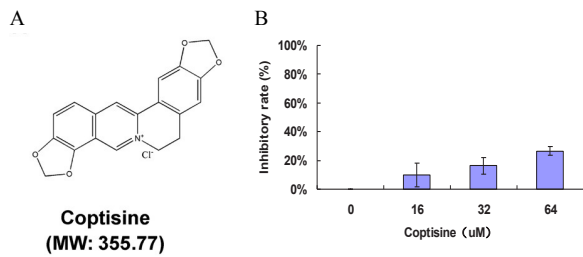 A
O
O
O
O
N+
Cl-
Coptisine
(MW: 355.77)
B
Inhibitory rate (%)
100%
80%
60%
40%
20%
0%
0 16 32 64
Coptisine (uM)